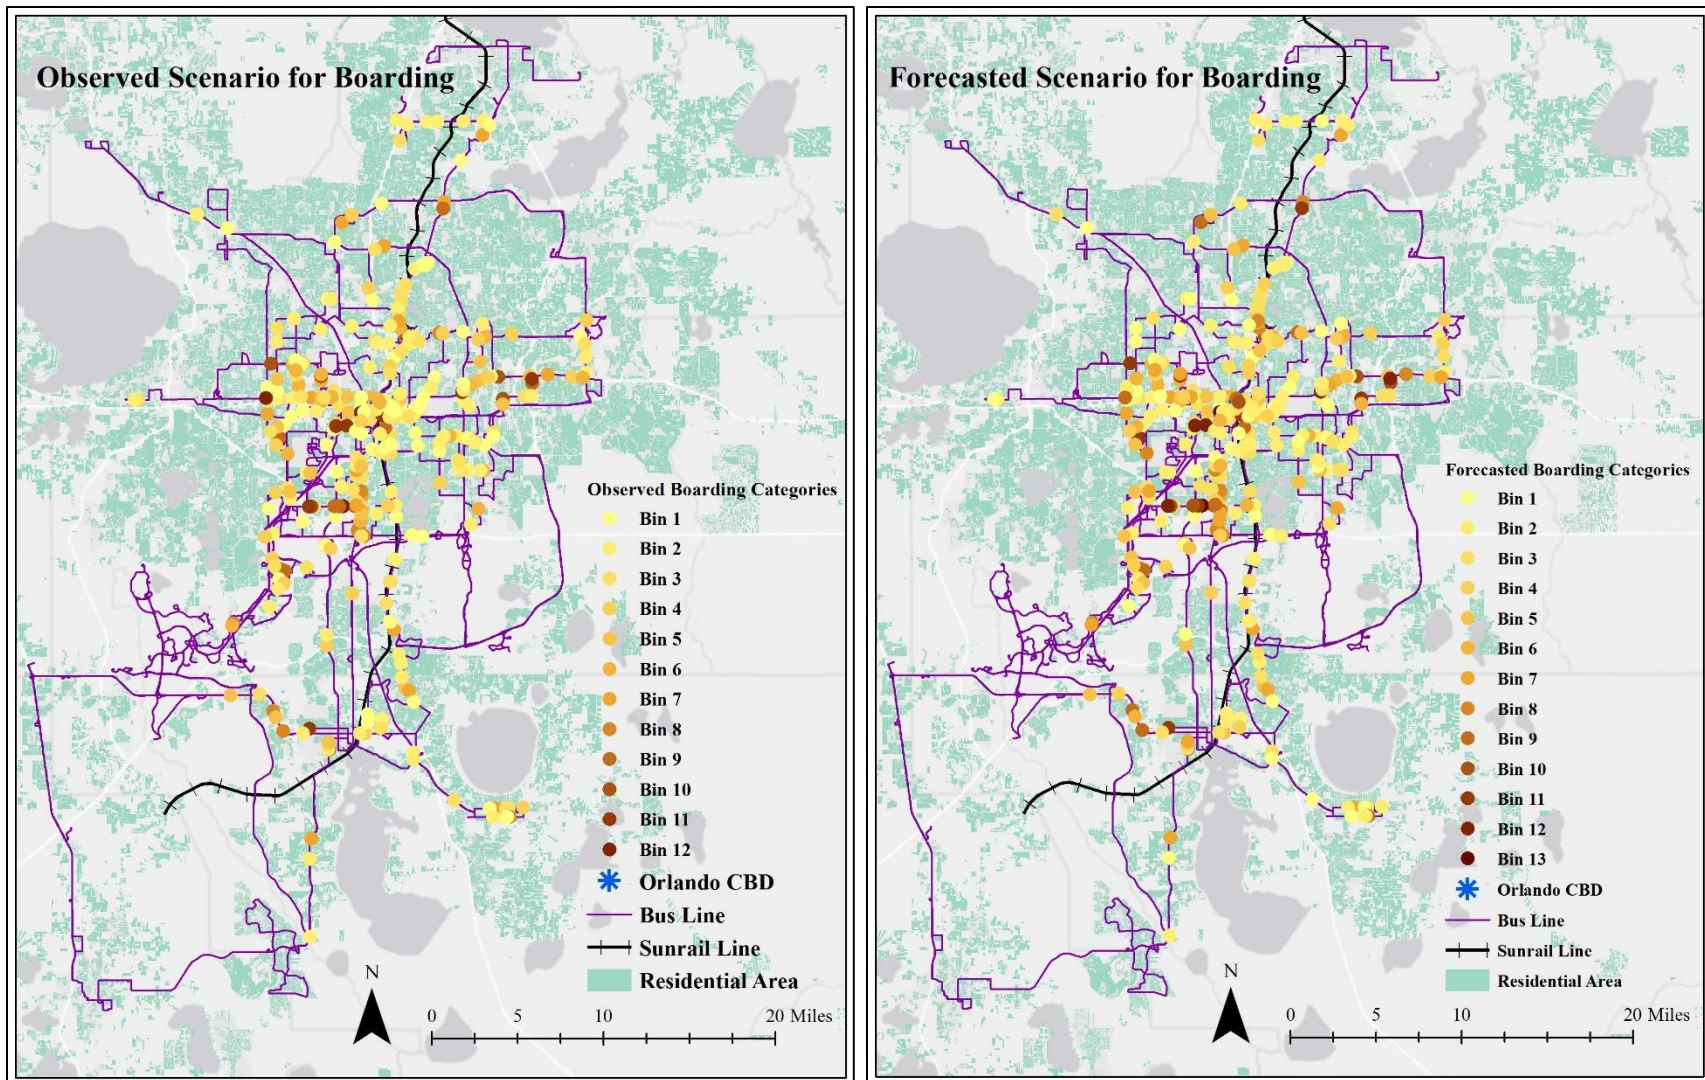 Observed Scenario for Boarding
Observed Boarding Categories
Bin 1
Bin 2
Bin 3
Bin 4
Bin 5
Bin 6
Bin 7
Bin 8
Bin 9
Bin 10
Bin 11
Bin 12
Orlando CBD
Bus Line
Sunrail Line
Residential Area
N
0 5 10 20 Miles
Forecasted Scenario for Boarding
Forecasted Boarding Categories
Bin 1
Bin 2
Bin 3
Bin 4
Bin 5
Bin 6
Bin 7
Bin 8
Bin 9
Bin 10
Bin 11
Bin 12
Bin 13
Orlando CBD
Bus Line
Sunrail Line
Residential Area
N
0 5 10 20 Miles